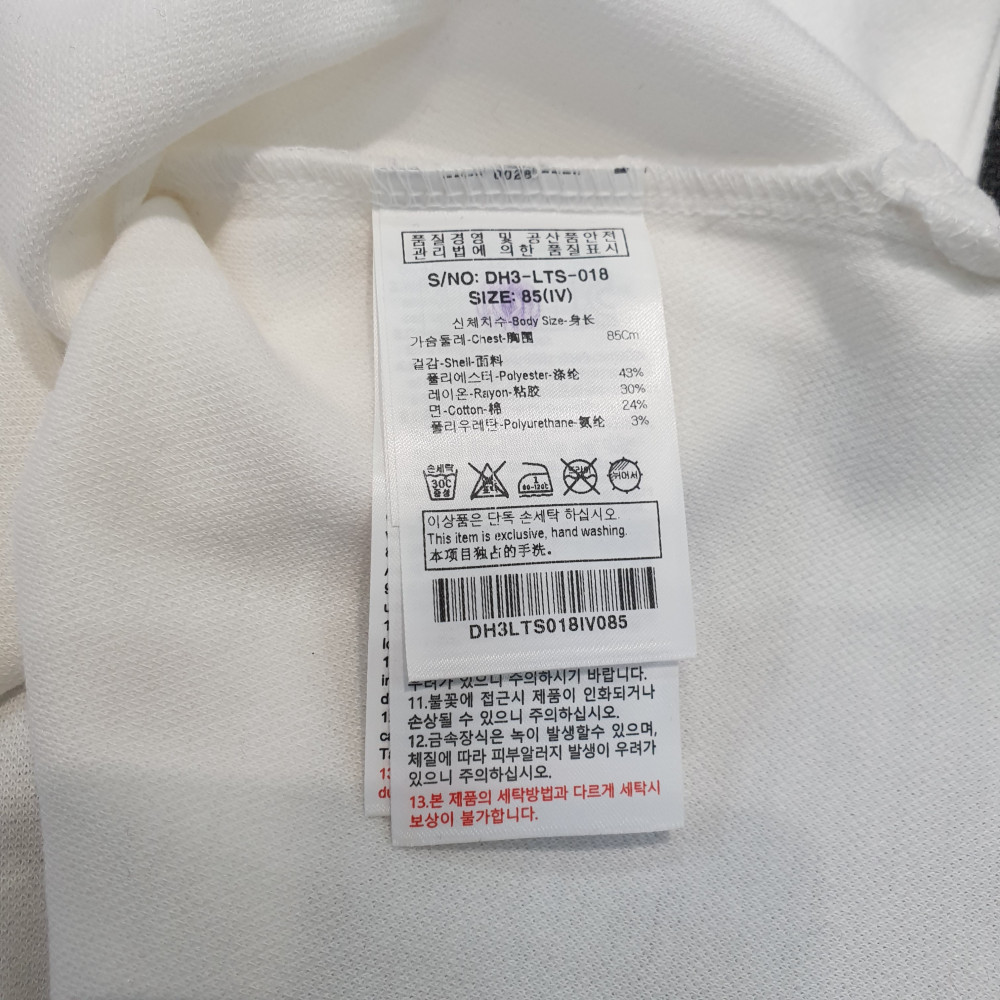 0028
품질경영 및 공산품안전
관리법에 의한 품질표시
S/NO: DH3-LTS-018
SIZE: 85(IV)
신체치수-Body Size-身长
가슴둘레-Chest-胸围 85Cm
겉감-Shell-面料
폴리에스터-Polyester-涤纶 43%
레이온-Rayon-粘胶 30%
면-Cotton-棉 24%
폴리우레탄-Polyurethane-氨纶 3%
손세탁
30C
중성
표백
80-120℃
드라이
이상품은 단독 손세탁 하십시오.
This item is exclusive, hand washing.
本项目独占的手洗。
DH3LTS018IV085
우려가 있으니 주의하시기 바랍니다.
11.불꽃에 접근시 제품이 인화되거나
손상될 수 있으니 주의하십시오.
12.금속장식은 녹이 발생할수 있으며,
체질에 따라 피부알러지 발생이 우려가
있으니 주의하십시오.
13.본 제품의 세탁방법과 다르게 세탁시
보상이 불가합니다.